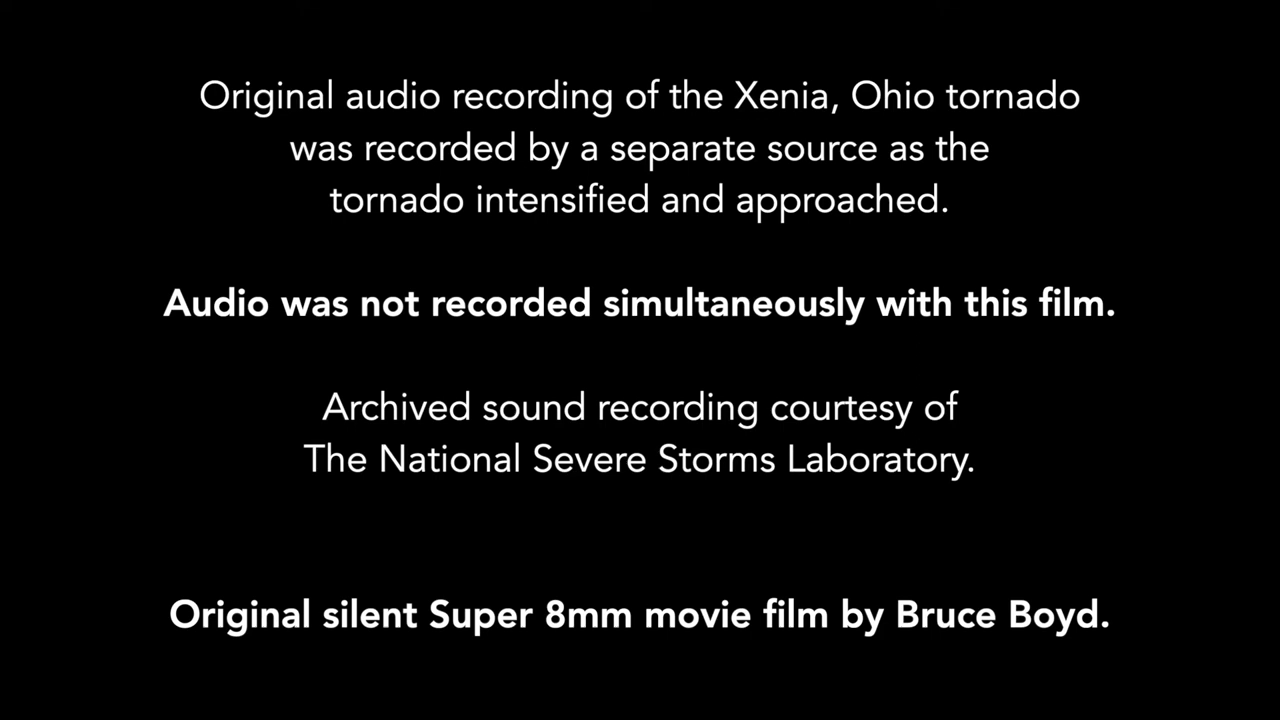 Original audio recording of the Xenia, Ohio tornado
was recorded by a separate source as the
tornado intensified and approached.
Audio was not recorded simultaneously with this film.
Archived sound recording courtesy of
The National Severe Storms Laboratory.
Original silent Super 8mm movie film by Bruce Boyd.